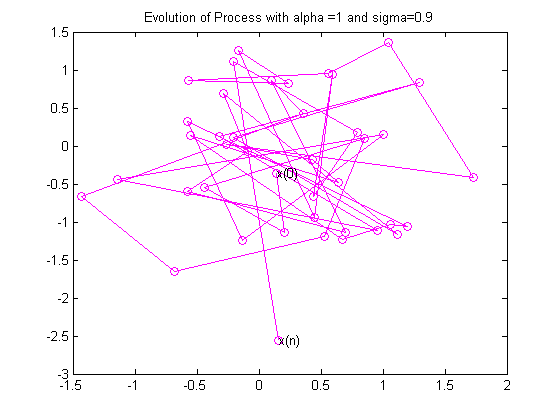 Evolution of Process with alpha =1 and sigma=0.9
1.5
1
0.5
0
-0.5
-1
-1.5
-2
-2.5
-3
x(0)
x(n)
-1.5 -1 -0.5 0 0.5 1 1.5 2